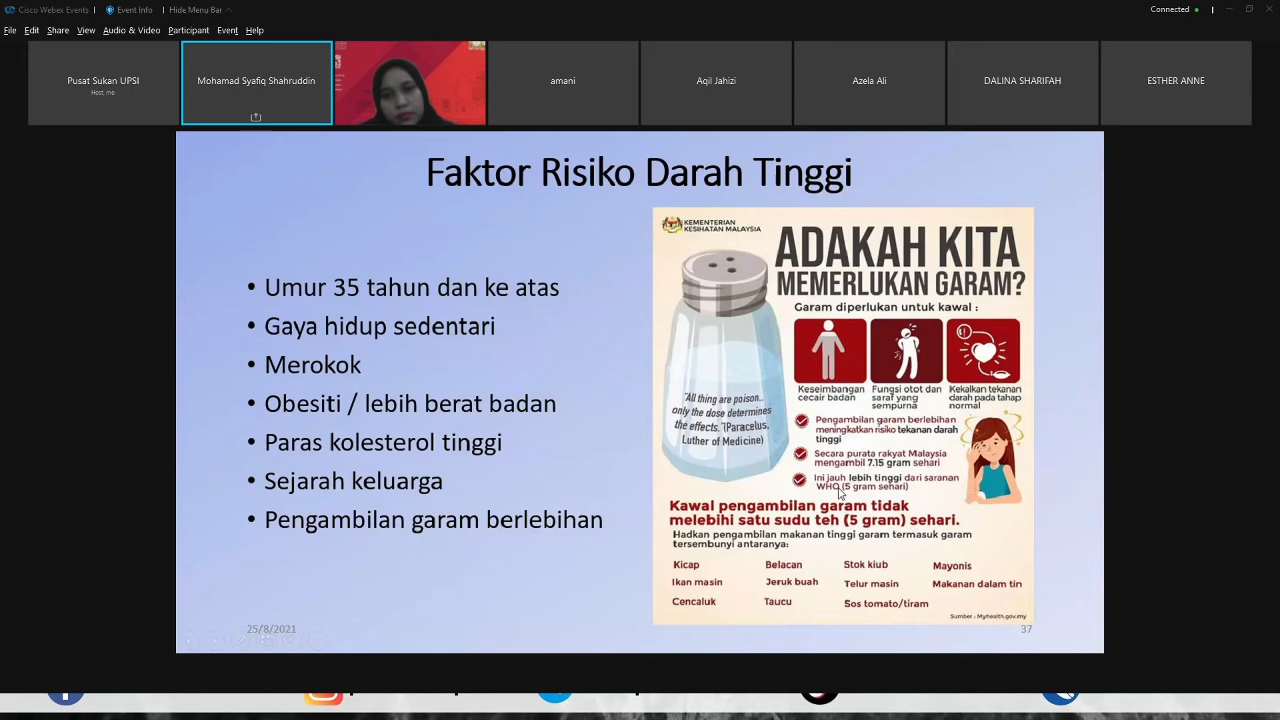 Cisco Webex Events
Event Info
Hide Menu Bar
Connected
File Edit Share View Audio & Video Participant Event Help
Pusat Sukan UPSI
Host, me
Mohamad Syafiq Shahruddin
amani
Aqil Jahizi
Azela Ali
DALINA SHARIFAH
ESTHER ANNE
Faktor Risiko Darah Tinggi
• Umur 35 tahun dan ke atas
• Gaya hidup sedentari
• Merokok
• Obesiti / lebih berat badan
• Paras kolesterol tinggi
• Sejarah keluarga
• Pengambilan garam berlebihan
KEMENTERIAN
KESIHATAN MALAYSIA
ADAKAH KITA
MEMERLUKAN GARAM?
Garam diperlukan untuk kawal :
Keseimbangan
cecair badan
Fungsi otot dan
saraf yang
sempurna
Kekalkan tekanan
darah pada tahap
normal
"All thing are poison..
only the dose determines
the effects."(Paracelus,
Luther of Medicine)
Pengambilan garam berlebihan
meningkatkan risiko tekanan darah
tinggi
Secara purata rakyat Malaysia
mengambil 7.15 gram sehari
Ini jauh lebih tinggi dari saranan
WHO (5 gram sehari)
Kawal pengambilan garam tidak
melebihi satu sudu teh (5 gram) sehari.
Hadkan pengambilan makanan tinggi garam termasuk garam
tersembunyi antaranya:
Kicap Belacan Stok kiub Mayonis
Ikan masin Jeruk buah Telur masin Makanan dalam tin
Cencaluk Taucu Sos tomato/tiram
Sumber : Myhealth.gov.my
25/8/2021
37